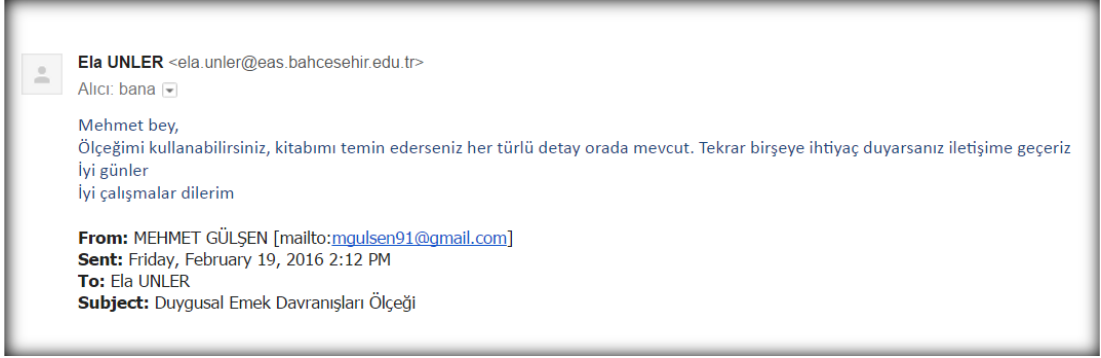 Ela UNLER <ela.unler@eas.bahcesehir.edu.tr>
Alıcı: bana
Mehmet bey,
Ölçeğimi kullanabilirsiniz, kitabımı temin ederseniz her türlü detay orada mevcut. Tekrar birşeye ihtiyaç duyarsanız iletişime geçeriz
İyi günler
İyi çalışmalar dilerim
From: MEHMET GÜLŞEN [mailto:mgulsen91@gmail.com]
Sent: Friday, February 19, 2016 2:12 PM
To: Ela UNLER
Subject: Duygusal Emek Davranışları Ölçeği